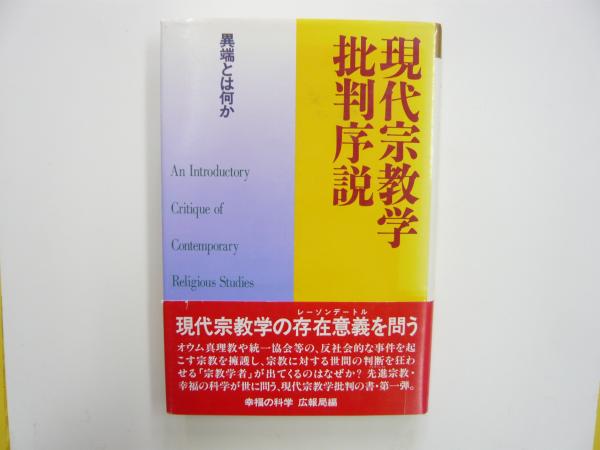 現代宗教学
批判序説
異端とは何か
An Introductory
Critique of
Contemporary
Religious Studies
レーゾンデートル
現代宗教学の存在意義を問う
オウム真理教や統一協会等の、反社会的な事件を起
こす宗教を擁護し、宗教に対する世間の判断を狂わ
せる「宗教学者」が出てくるのはなぜか? 先進宗教・
幸福の科学が世に問う、現代宗教学批判の書・第一弾。
幸福の科学 広報局編